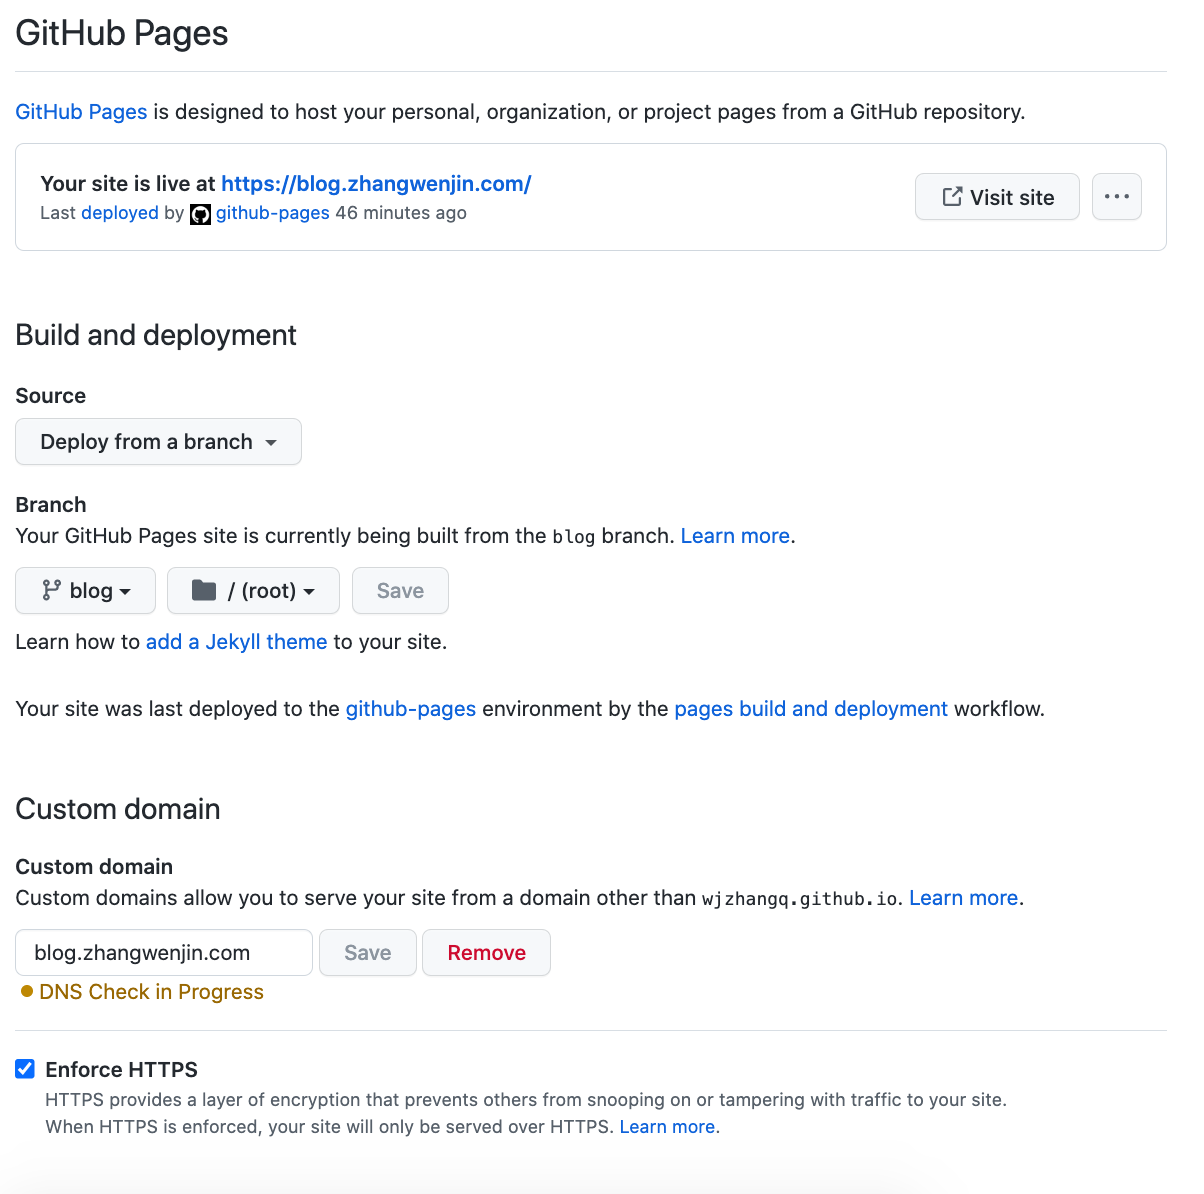 GitHub Pages
GitHub Pages is designed to host your personal, organization, or project pages from a GitHub repository.
Your site is live at https://blog.zhangwenjin.com/
Last deployed by github-pages 46 minutes ago
Visit site
Build and deployment
Source
Deploy from a branch
Branch
Your GitHub Pages site is currently being built from the blog branch. Learn more.
blog / (root) Save
Learn how to add a Jekyll theme to your site.
Your site was last deployed to the github-pages environment by the pages build and deployment workflow.
Custom domain
Custom domain
Custom domains allow you to serve your site from a domain other than wjzhangq.github.io. Learn more.
blog.zhangwenjin.com Save Remove
DNS Check in Progress
Enforce HTTPS
HTTPS provides a layer of encryption that prevents others from snooping on or tampering with traffic to your site.
When HTTPS is enforced, your site will only be served over HTTPS. Learn more.